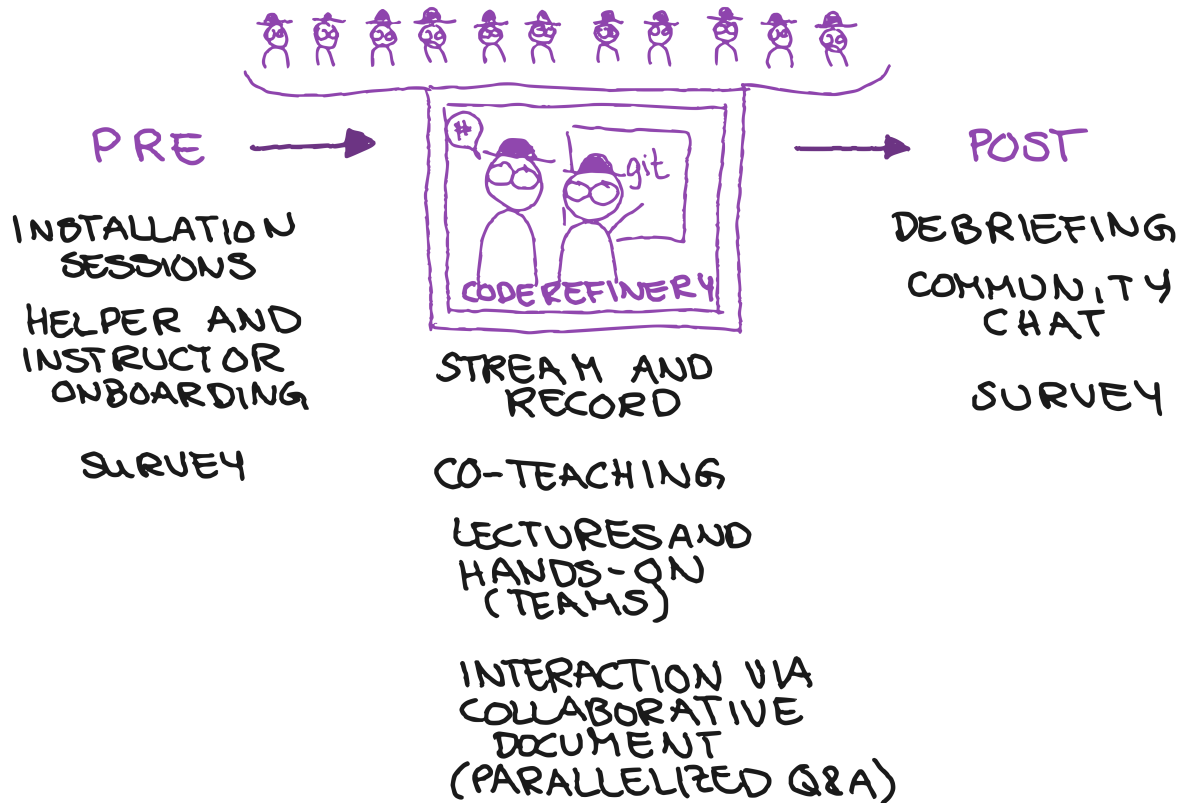 PRE
INSTALLATION
SESSIONS
HELPER AND
INSTRUCTOR
ONBOARDING
SURVEY
#
git
CODEREFINERY
STREAM AND
RECORD
CO-TEACHING
LECTURES AND
HANDS-ON
(TEAMS)
INTERACTION VIA
COLLABORATIVE
DOCUMENT
(PARALLELIZED Q&A)
POST
DEBRIEFING
COMMUNITY
CHAT
SURVEY